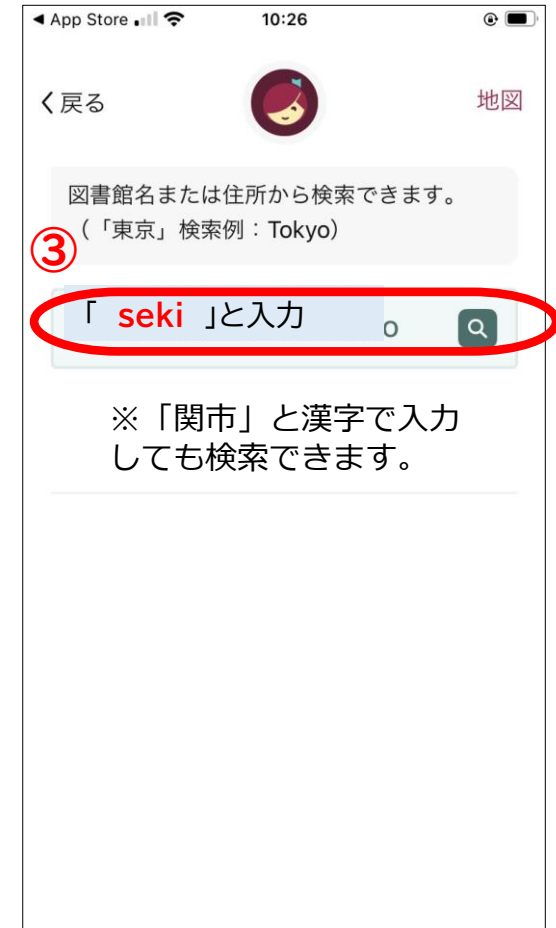 ◀ App Store 10:26
く戻る 地図
図書館名または住所から検索できます。
（「東京」検索例：Tokyo）
③
「 seki 」と入力 o
※「関市」と漢字で入力
しても検索できます。